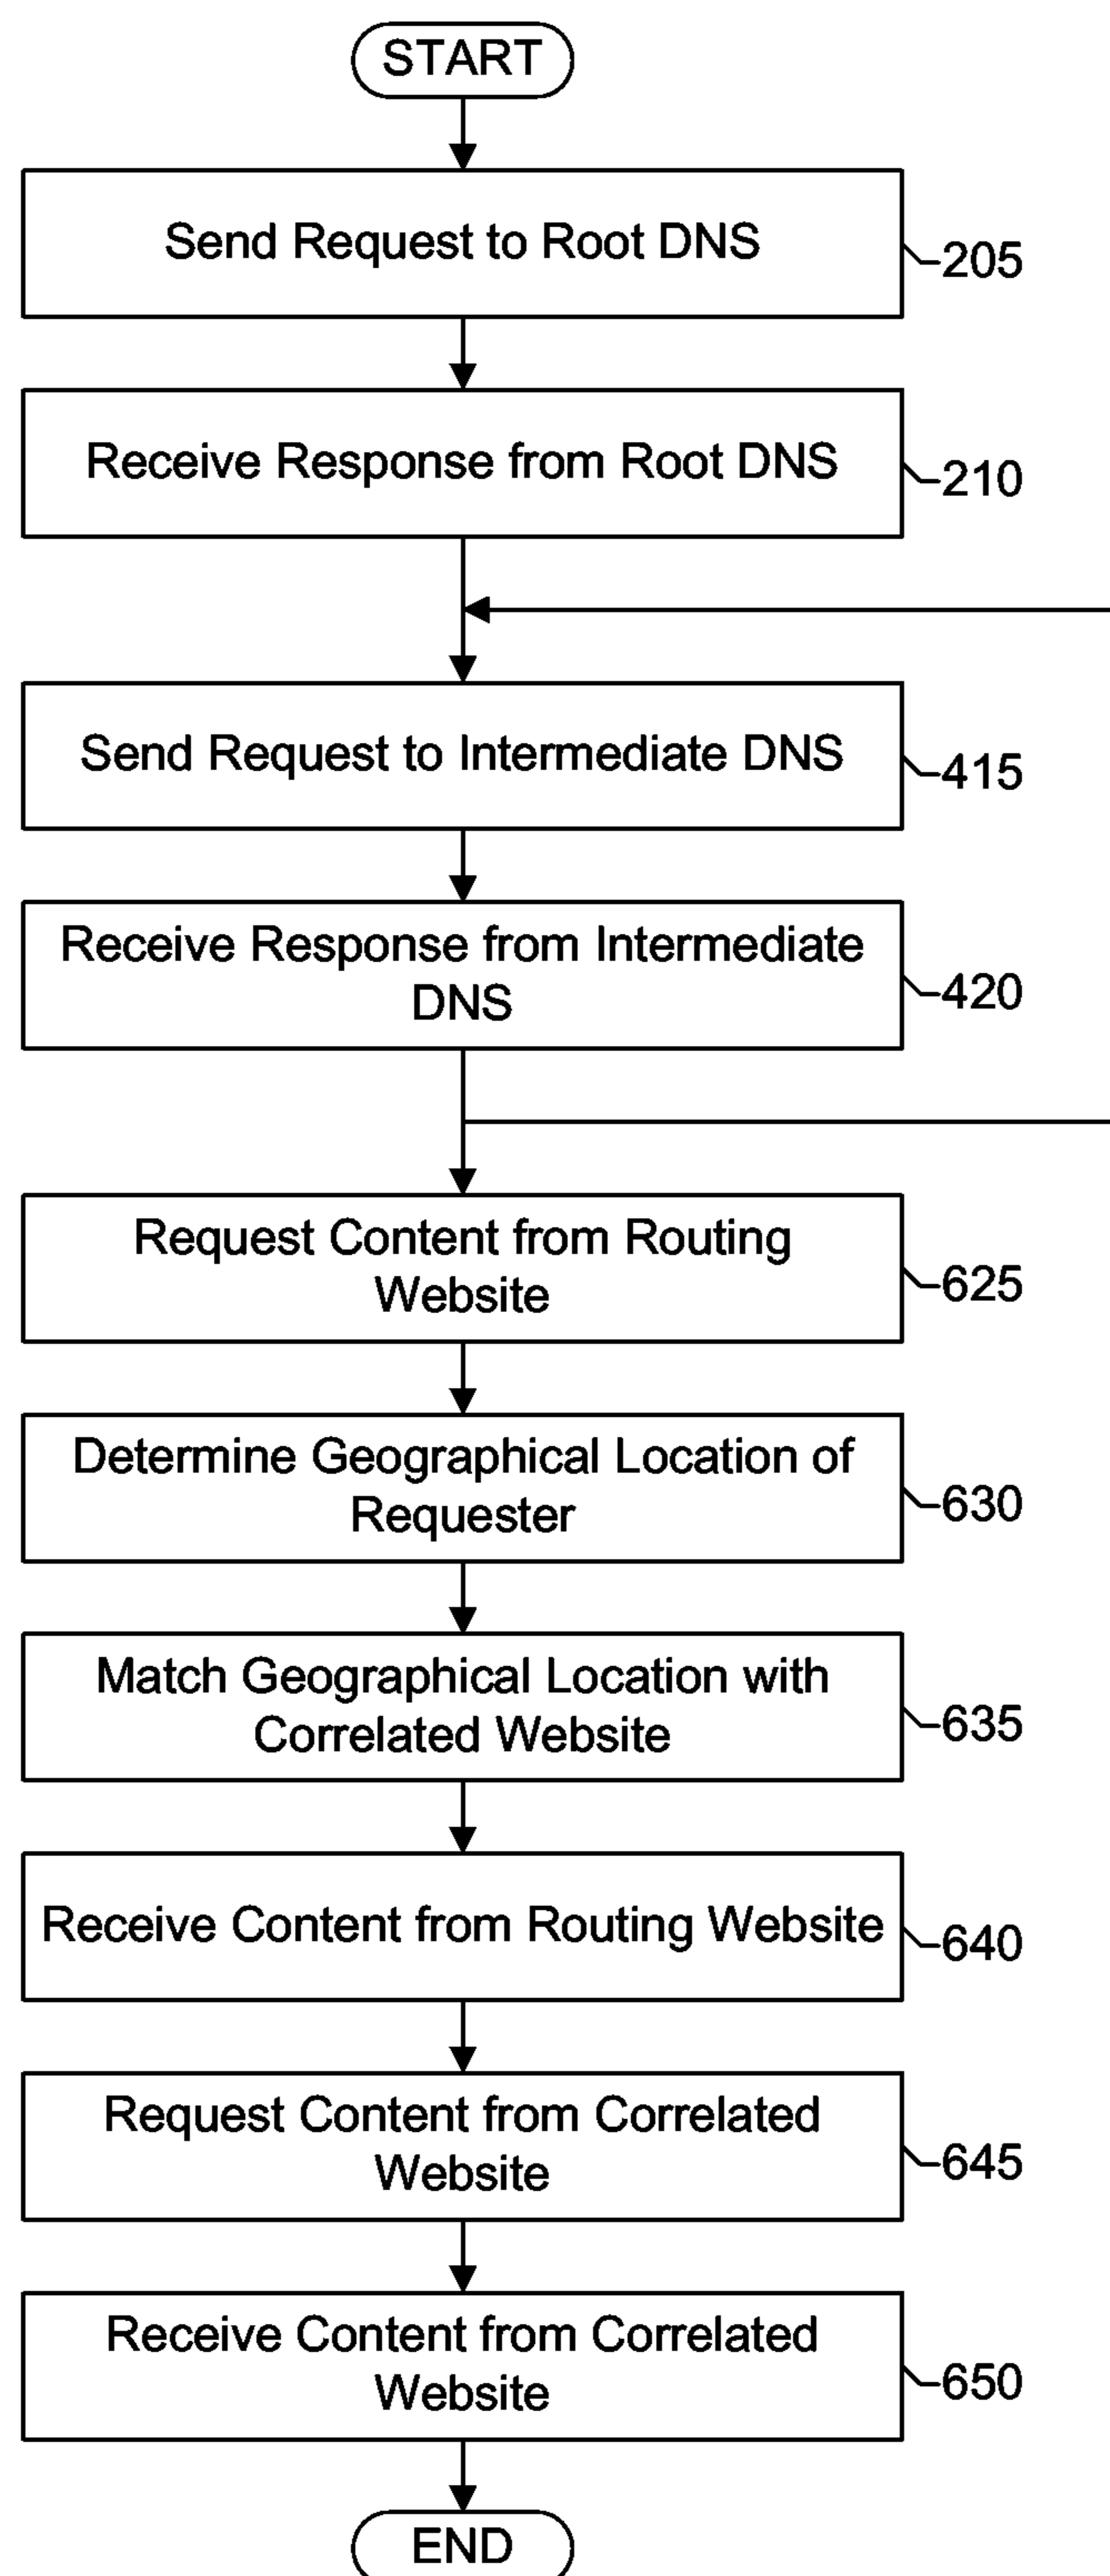 START
Send Request to Root DNS
205
Receive Response from Root DNS
210
Send Request to Intermediate DNS
415
Receive Response from Intermediate
DNS
420
Request Content from Routing
Website
625
Determine Geographical Location of
Requester
630
Match Geographical Location with
Correlated Website
635
Receive Content from Routing Website
640
Request Content from Correlated
Website
645
Receive Content from Correlated
Website
650
END